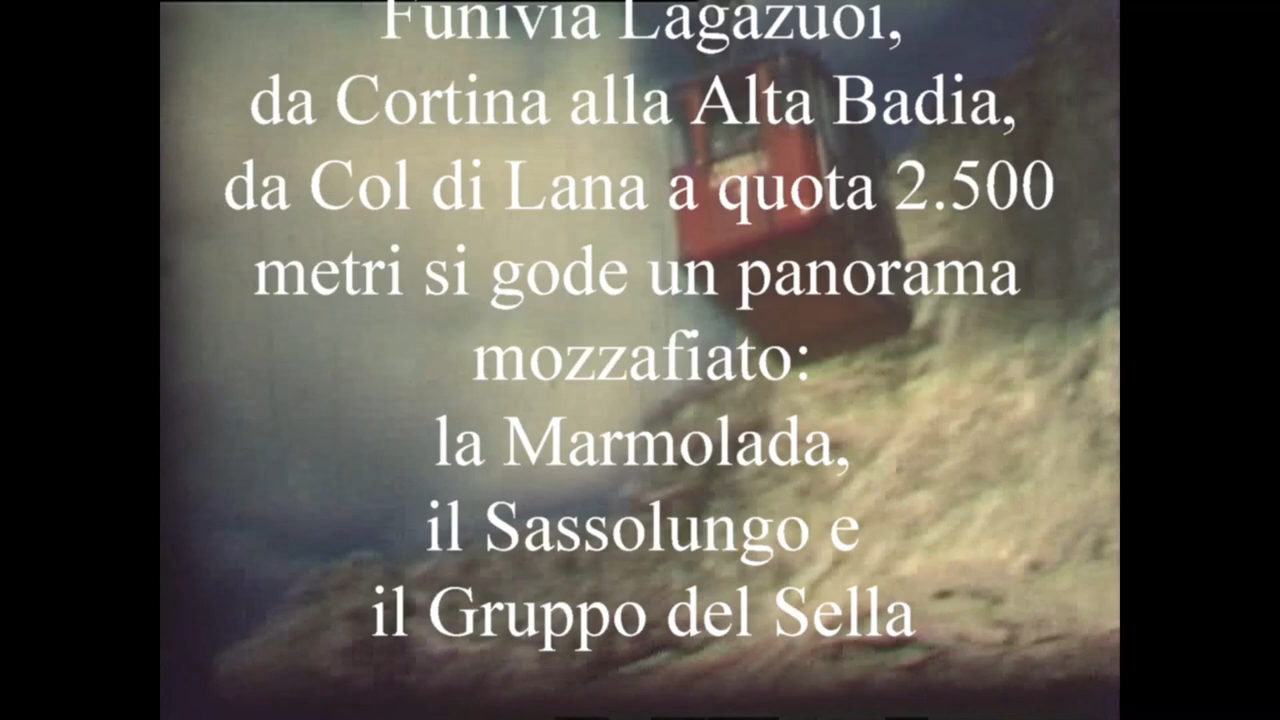 Funivia Lagazuoi,
da Cortina alla Alta Badia,
da Col di Lana a quota 2.500
metri si gode un panorama
mozzafiato:
la Marmolada,
il Sassolungo e
il Gruppo del Sella